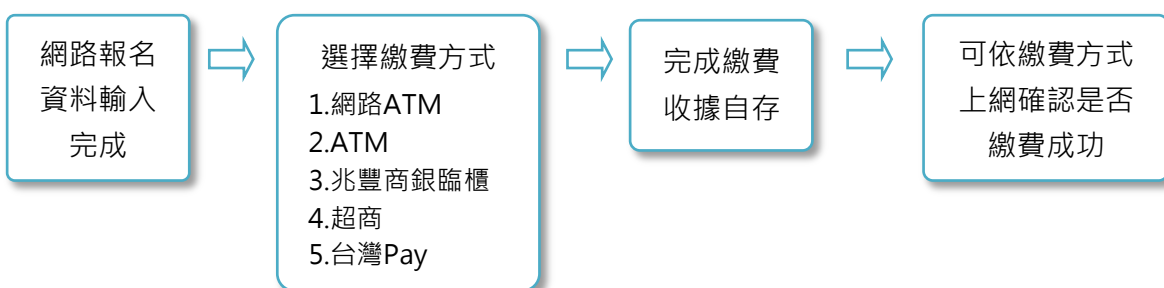 網路報名
資料輸入
完成
選擇繳費方式
1.網路ATM
2.ATM
3.兆豐商銀臨櫃
4.超商
5.台灣Pay
完成繳費
收據自存
可依繳費方式
上網確認是否
繳費成功